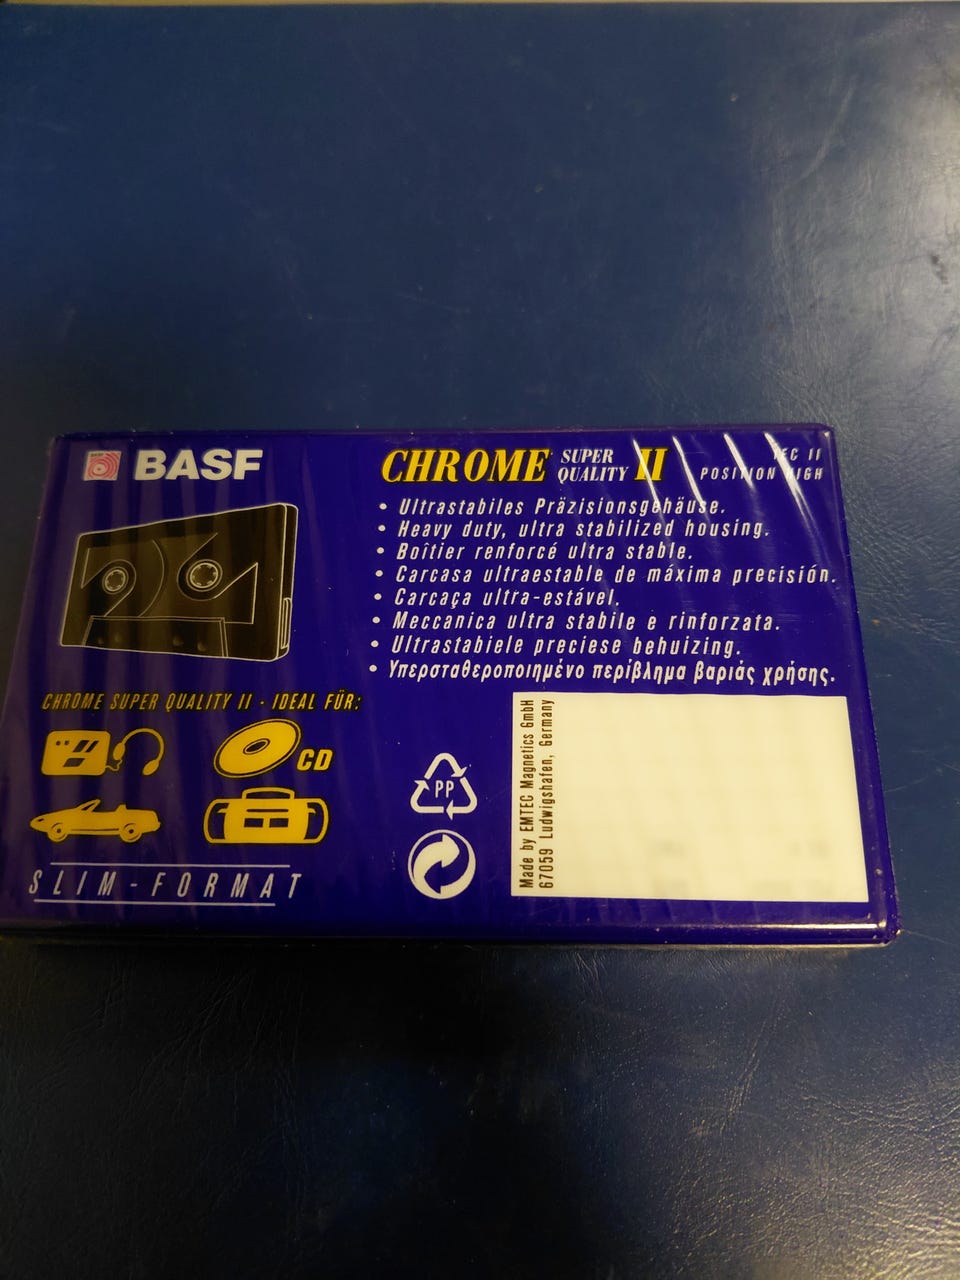 BASF
CHROME SUPER QUALITY II
IEC II
POSITION HIGH
• Ultrastabiles Präzisionsgehäuse.
• Heavy duty, ultra stabilized housing.
• Boîtier renforcé ultra stable.
• Carcasa ultraestable de máxima precisión.
• Carcaça ultra-estável.
• Meccanica ultra stabile e rinforzata.
• Ultrastabiele preciese behuizing.
• Υπερσταθεροποιημένο περίβλημα βαριάς χρήσης.
CHROME SUPER QUALITY II - IDEAL FÜR:
CD
SLIM-FORMAT
PP
Made by EMTEC Magnetics GmbH
67059 Ludwigshafen, Germany